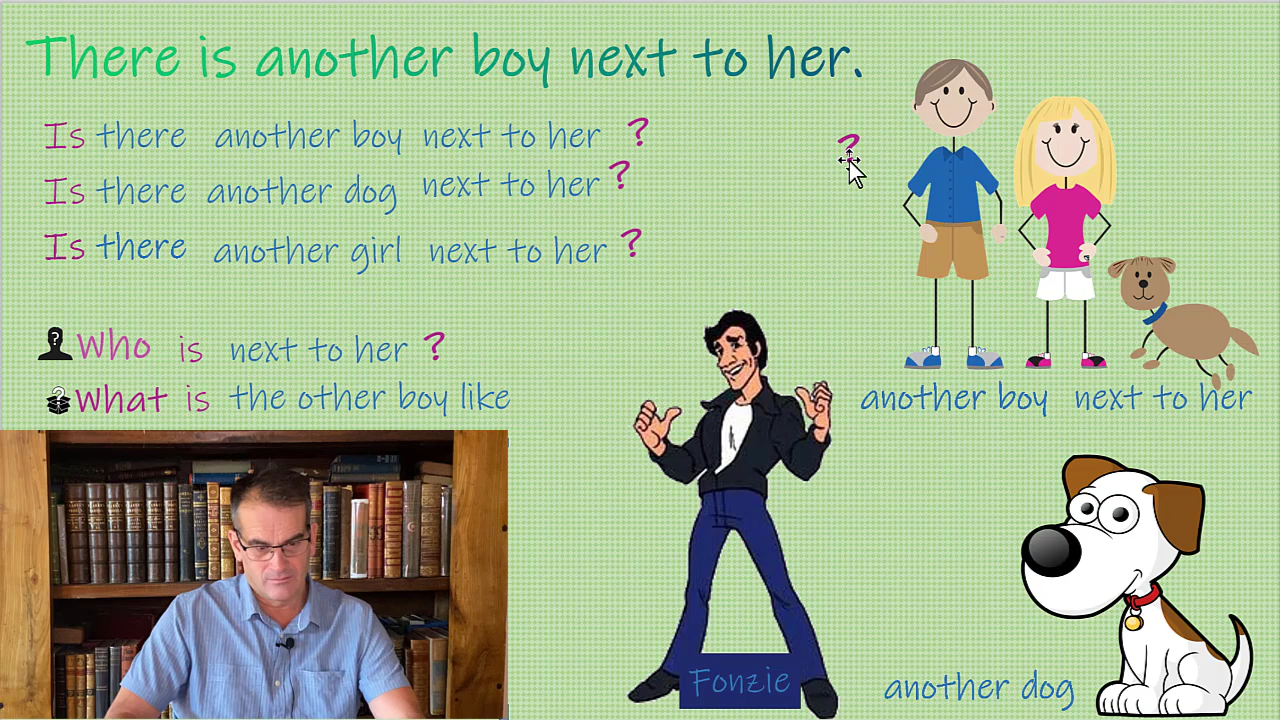 There is another boy next to her.
Is there another boy next to her ?
Is there another dog next to her ?
Is there another girl next to her ?
?
Who is next to her ?
What is the other boy like
another boy next to her
Fonzie
another dog